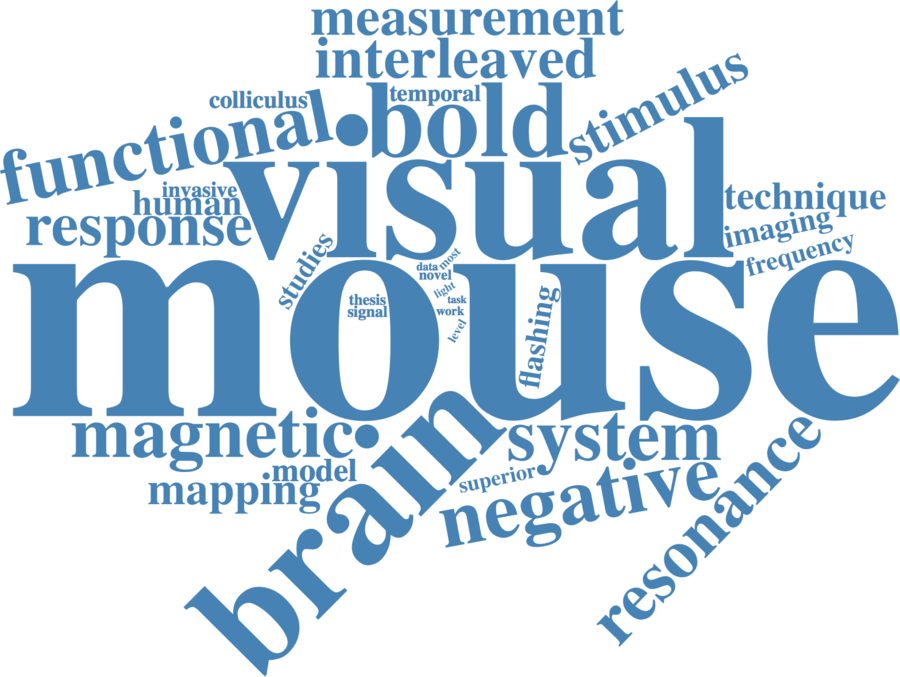 measurement
interleaved
colliculus
temporal
bold
stimulus
functional
visual
invasive
human
response
technique
imaging
frequency
studies
data
most
novel
light
task
work
level
thesis
signal
flashing
mouse
magnetic
system
brain
model
mapping
superior
negative
resonance